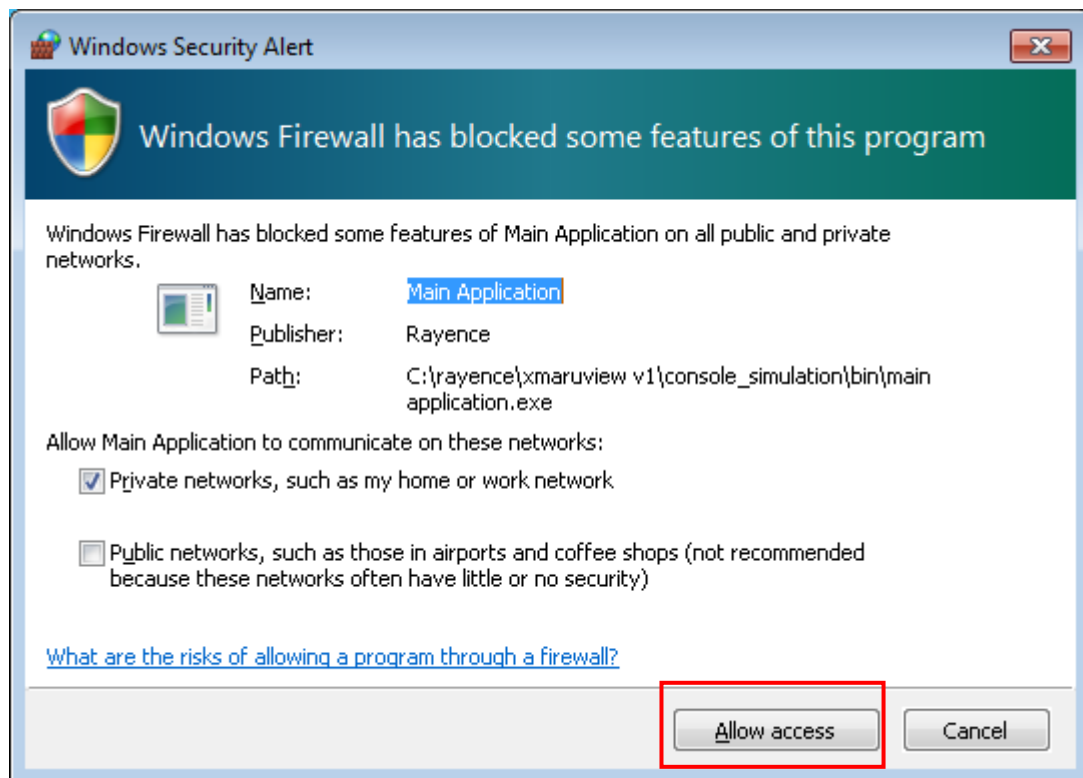 Windows Security Alert
Windows Firewall has blocked some features of this program
Windows Firewall has blocked some features of Main Application on all public and private
networks.
Name: Main Application
Publisher: Rayence
Path: C:\rayence\xmaruview v1\console_simulation\bin\main
application.exe
Allow Main Application to communicate on these networks:
Private networks, such as my home or work network
Public networks, such as those in airports and coffee shops (not recommended
because these networks often have little or no security)
What are the risks of allowing a program through a firewall?
Allow access Cancel